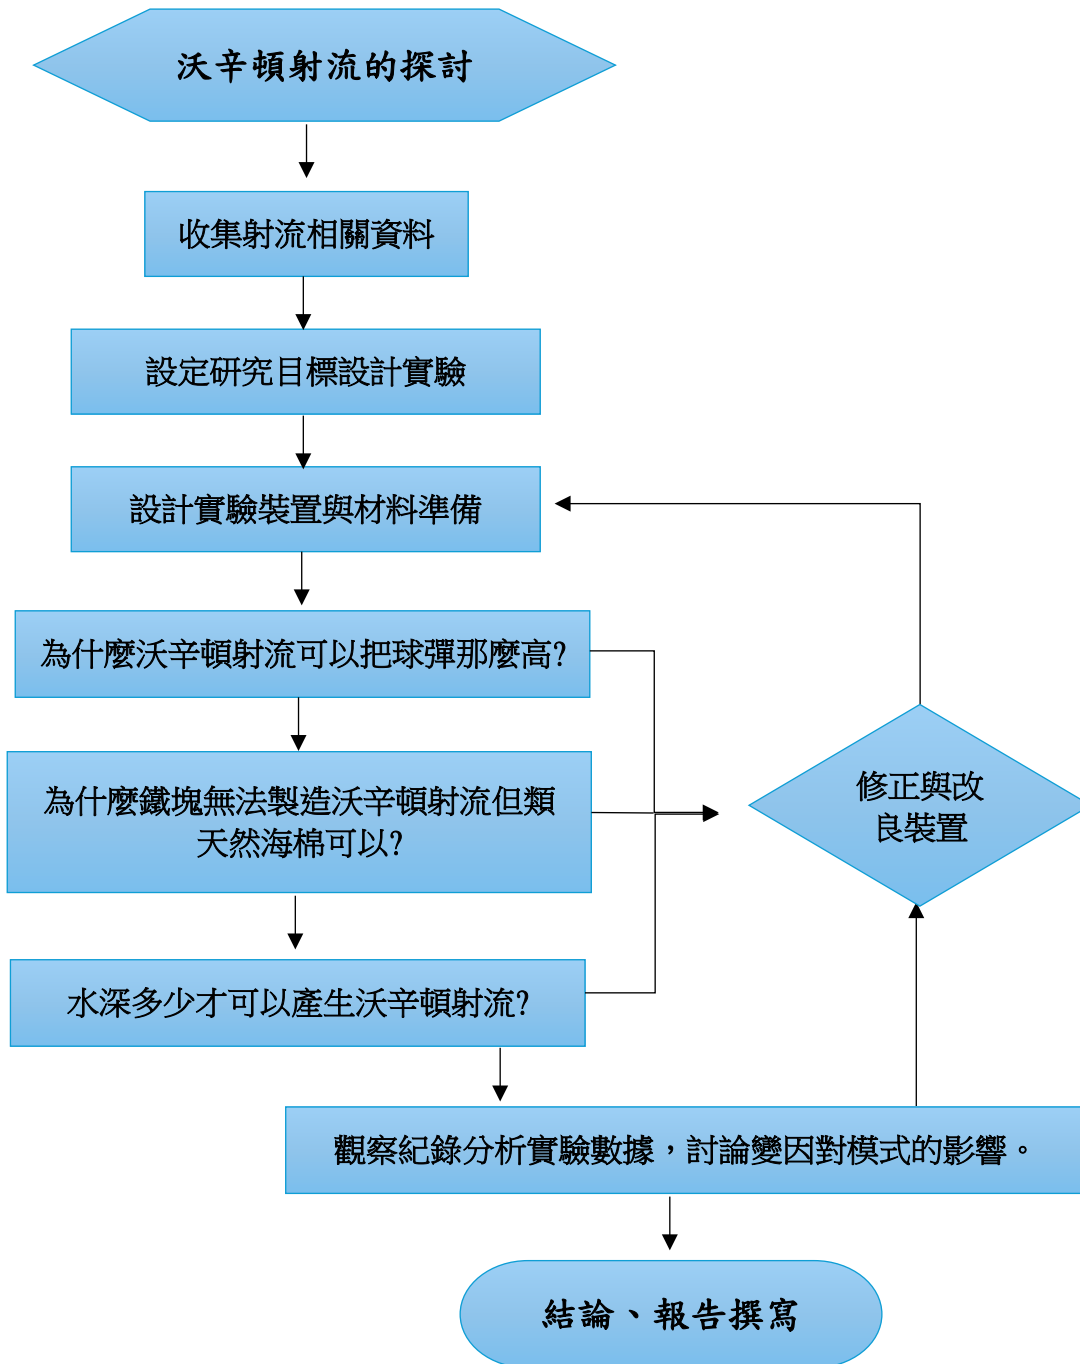 沃辛頓射流的探討
收集射流相關資料
設定研究目標設計實驗
設計實驗裝置與材料準備
為什麼沃辛頓射流可以把球彈那麼高?
為什麼鐵塊無法製造沃辛頓射流但類
天然海棉可以?
修正與改
良裝置
水深多少才可以產生沃辛頓射流?
觀察紀錄分析實驗數據，討論變因對模式的影響。
結論、報告撰寫